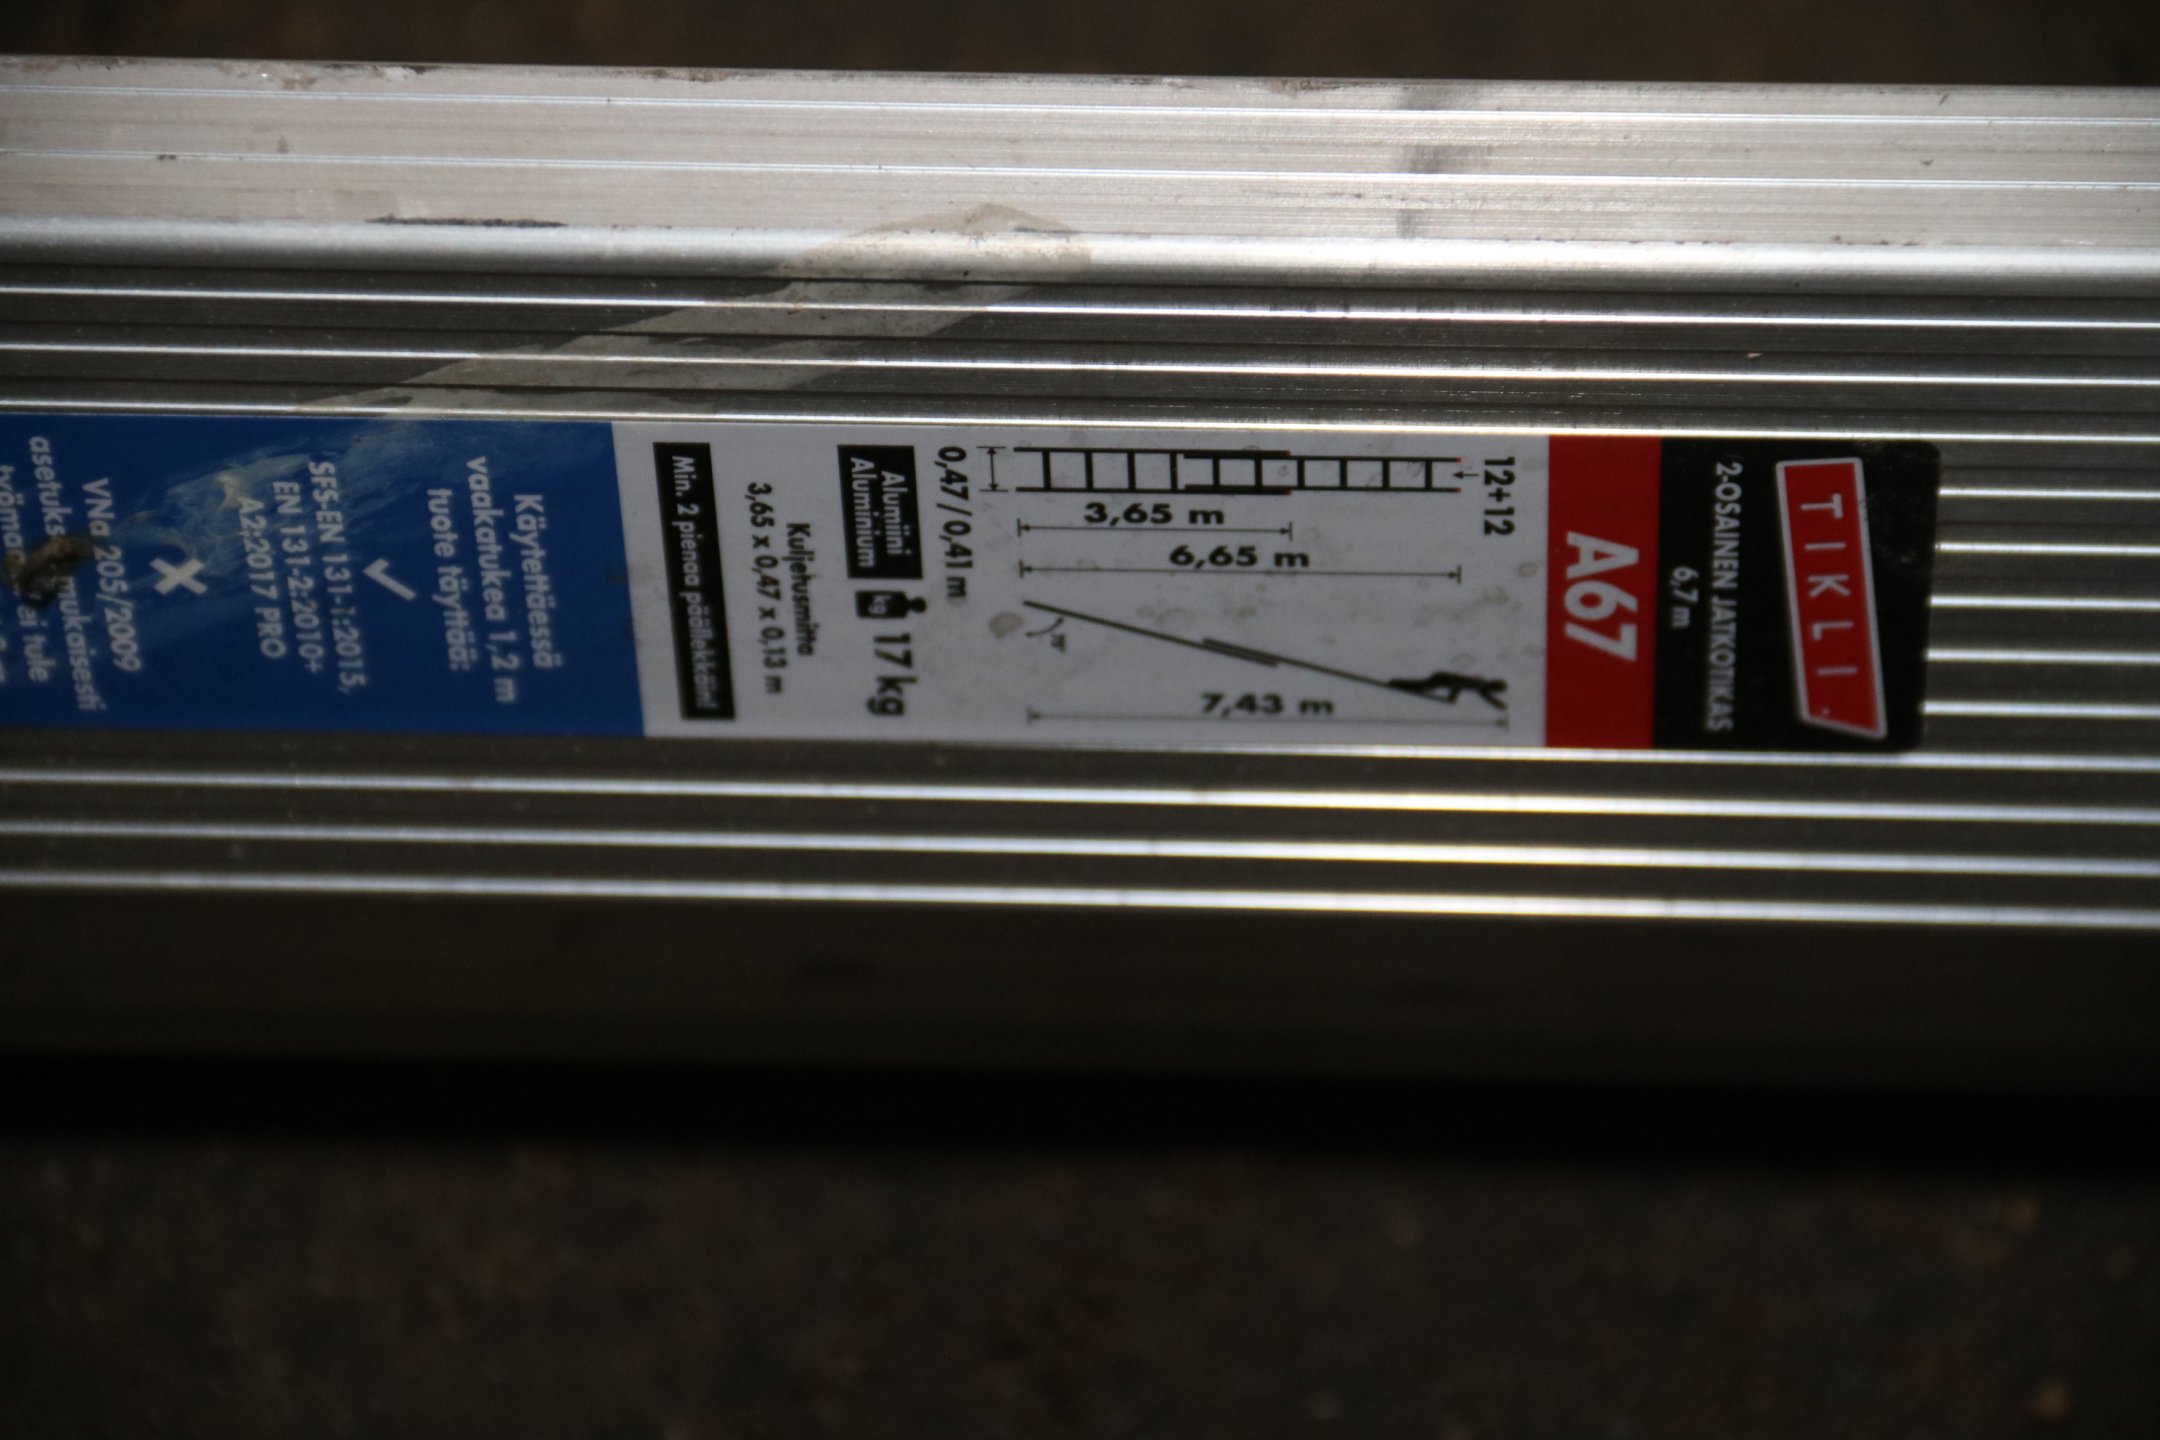 TIKLI
2-OSAINEN JATKOTIKAS
6,7 m
A67
12+12
3,65 m
6,65 m
7,43 m
0,47 / 0,41 m
Alumiini
Aluminium
kg 17 kg
Kuljetusmitta
3,65 x 0,47 x 0,13 m
Min. 2 pienaa päällekkäin!
Käytettäessä
vaakatukea 1,2 m
tuote täyttää:
SFS-EN 131-1:2015,
EN 131-2:2010+
A2:2017 PRO
VNa 205/2009
mukaisesti
ei tule